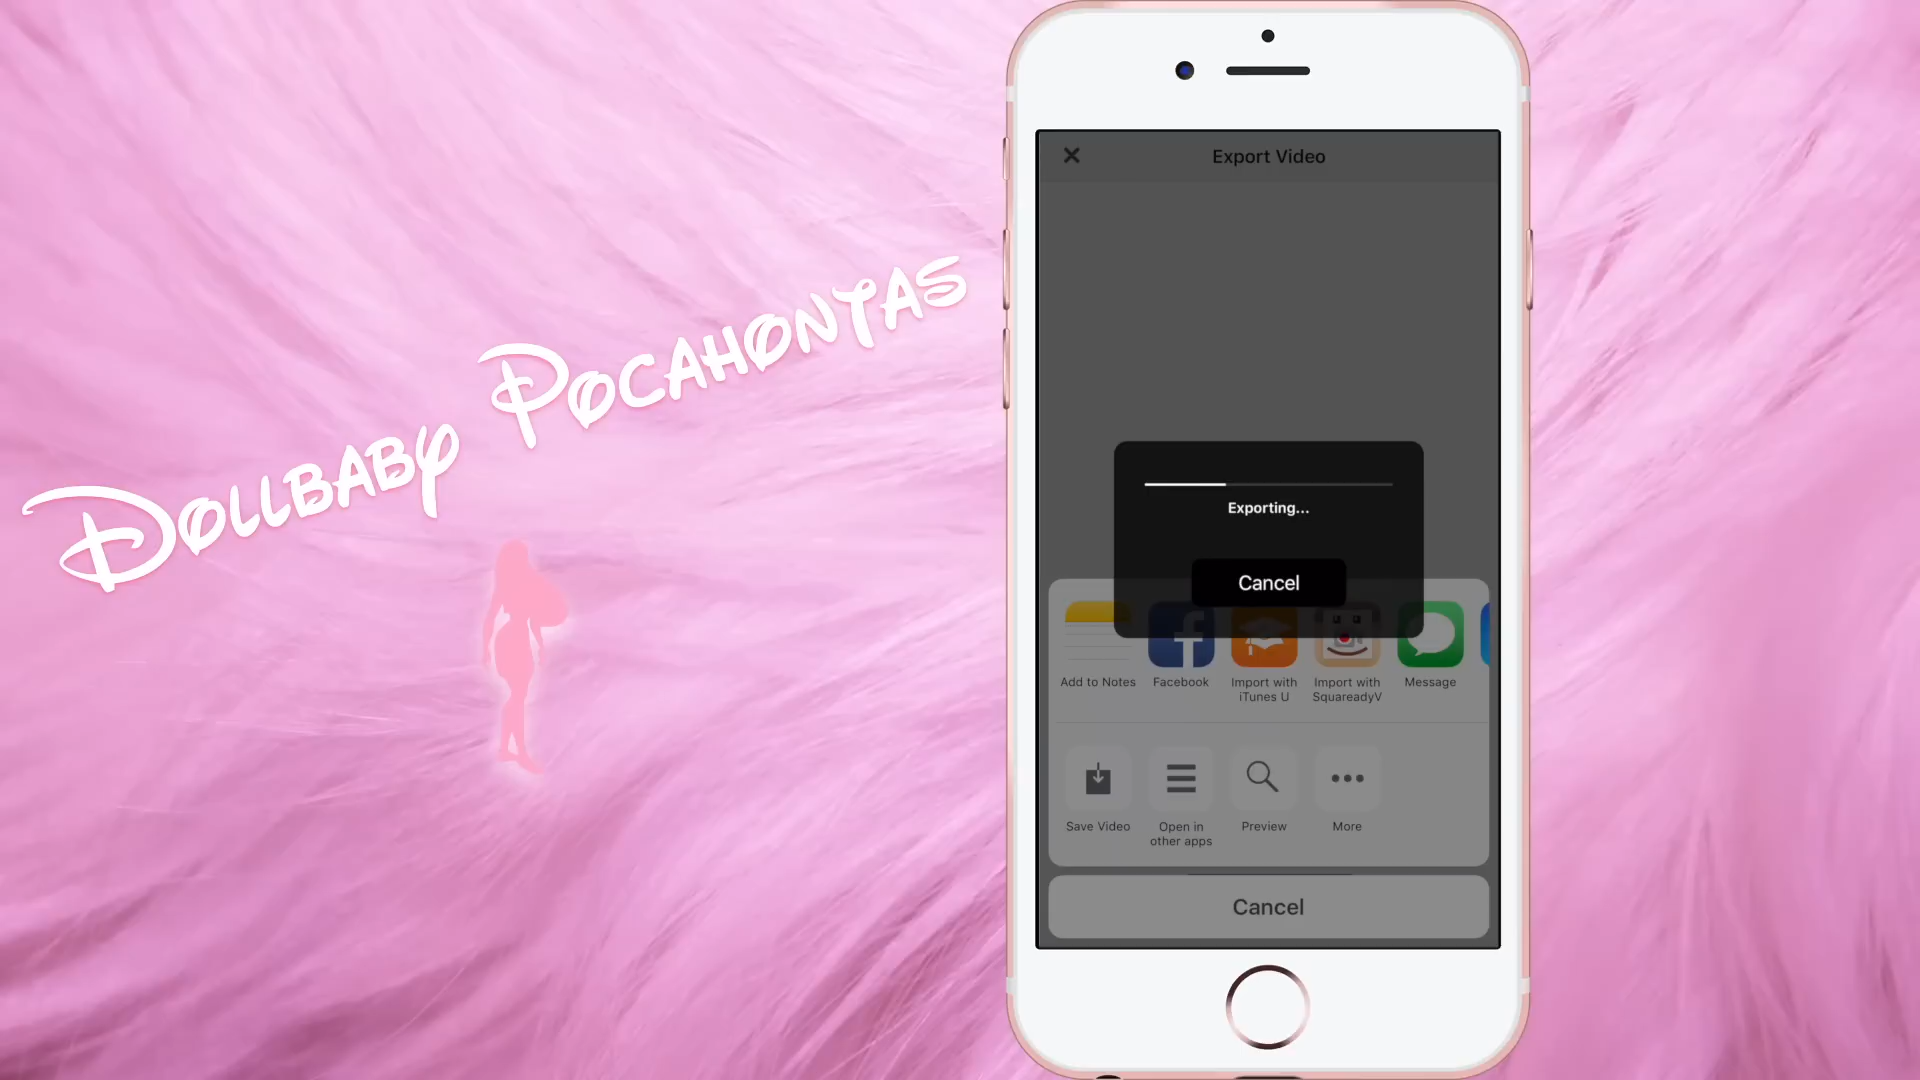 Dollbaby Pocahontas
Export Video
Exporting...
Cancel
Add to Notes
Facebook
Import with
iTunes U
Import with
SquareadyV
Message
Save Video
Open in
other apps
Preview
More
Cancel